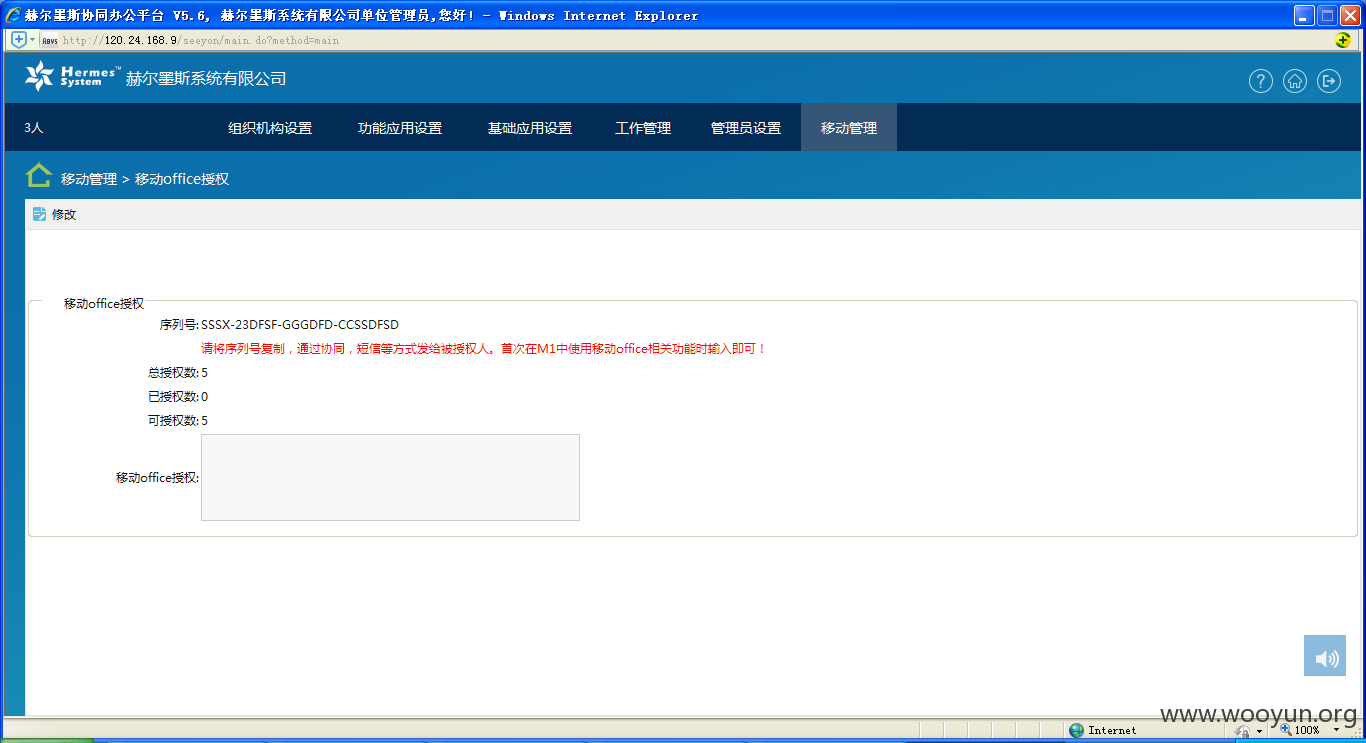 赫尔墨斯协同办公平台 V5.6, 赫尔墨斯系统有限公司单位管理员,您好! - Windows Internet Explorer
http://120.24.168.9/seeyon/main.do?method=main
Hermes™ System 赫尔墨斯系统有限公司
3人 组织机构设置 功能应用设置 基础应用设置 工作管理 管理员设置 移动管理
移动管理 > 移动office授权
修改
移动office授权
序列号: SSSX-23DFSF-GGGDFD-CCSSDFSD
请将序列号复制，通过协同，短信等方式发给被授权人。首次在M1中使用移动office相关功能时输入即可！
总授权数: 5
已授权数: 0
可授权数: 5
移动office授权:
www.wooyun.org
Internet 100%